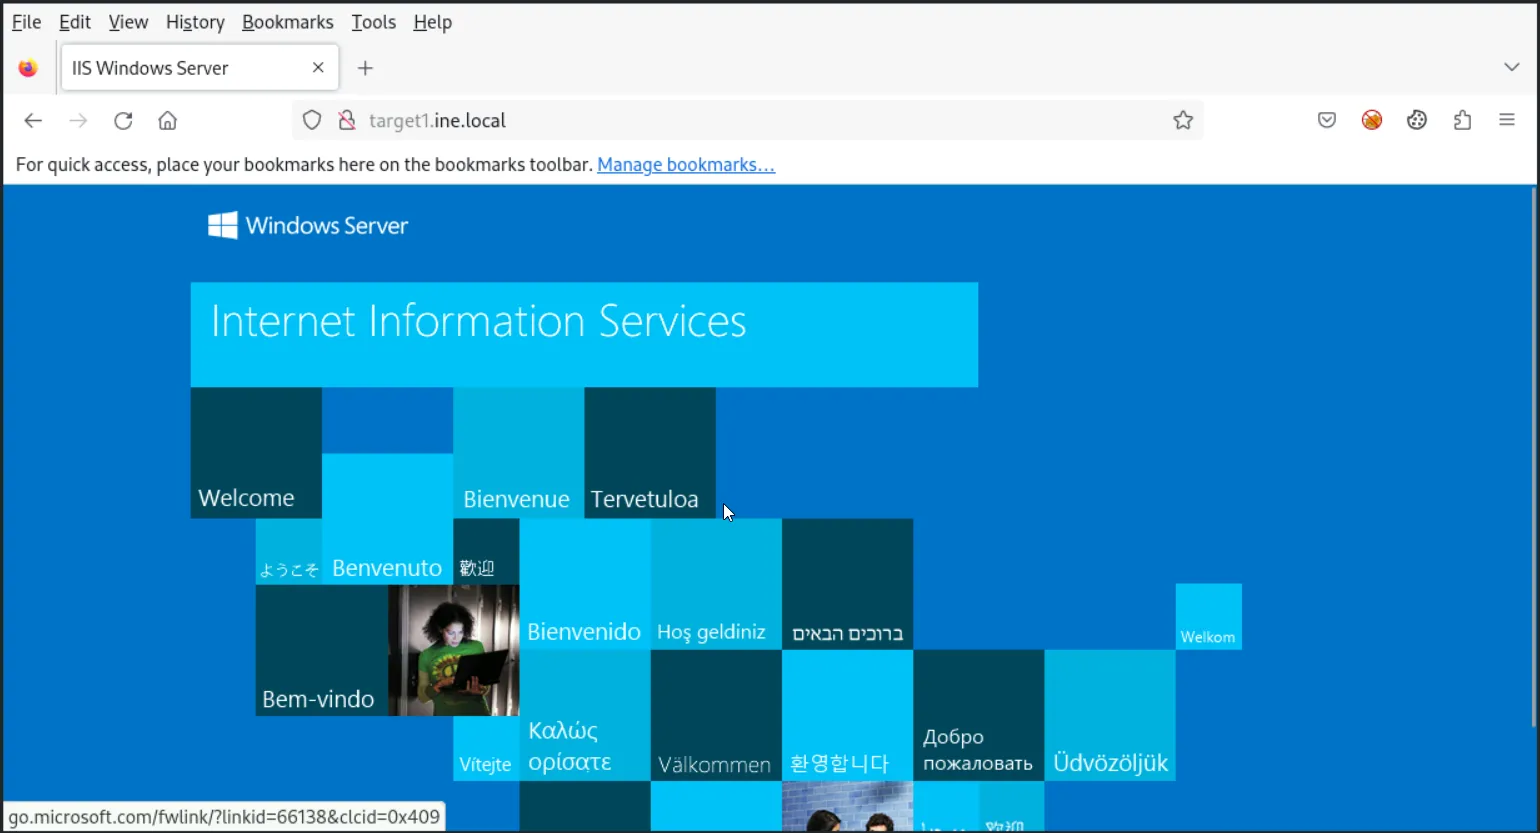 File Edit View History Bookmarks Tools Help
IIS Windows Server
target1.ine.local
For quick access, place your bookmarks here on the bookmarks toolbar. Manage bookmarks...
Windows Server
Internet Information Services
Welcome
Bienvenue
Tervetuloa
ようこそ
Benvenuto
歡迎
Bienvenido
Hoş geldiniz
ברוכים הבאים
Welkom
Bem-vindo
Vítejte
Καλώς
ορίσατε
Välkommen
환영합니다
Добро
пожаловать
Üdvözöljük
go.microsoft.com/fwlink/?linkid=66138&clcid=0x409